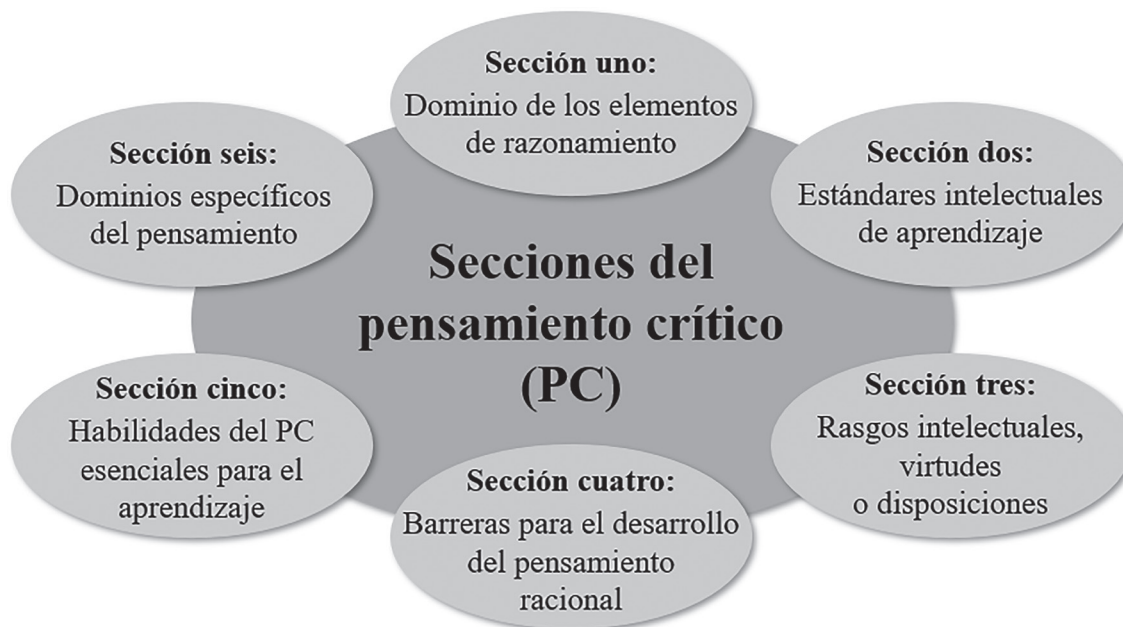 Sección uno:
Dominio de los elementos
de razonamiento
Sección dos:
Estándares intelectuales
de aprendizaje
Sección tres:
Rasgos intelectuales,
virtudes
o disposiciones
Sección cuatro:
Barreras para el desarrollo
del pensamiento
racional
Sección cinco:
Habilidades del PC
esenciales para el
aprendizaje
Sección seis:
Dominios específicos
del pensamiento
Secciones del
pensamiento crítico
(PC)